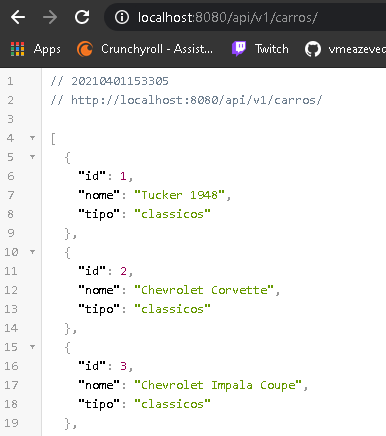 localhost:8080/api/v1/carros/
Apps Crunchyroll - Assist... Twitch vmeazevec
1 // 20210401153305
2 // http://localhost:8080/api/v1/carros/
3
4 [
5 {
6 "id": 1,
7 "nome": "Tucker 1948",
8 "tipo": "classicos"
9 },
10 {
11 "id": 2,
12 "nome": "Chevrolet Corvette",
13 "tipo": "classicos"
14 },
15 {
16 "id": 3,
17 "nome": "Chevrolet Impala Coupe",
18 "tipo": "classicos"
19 },